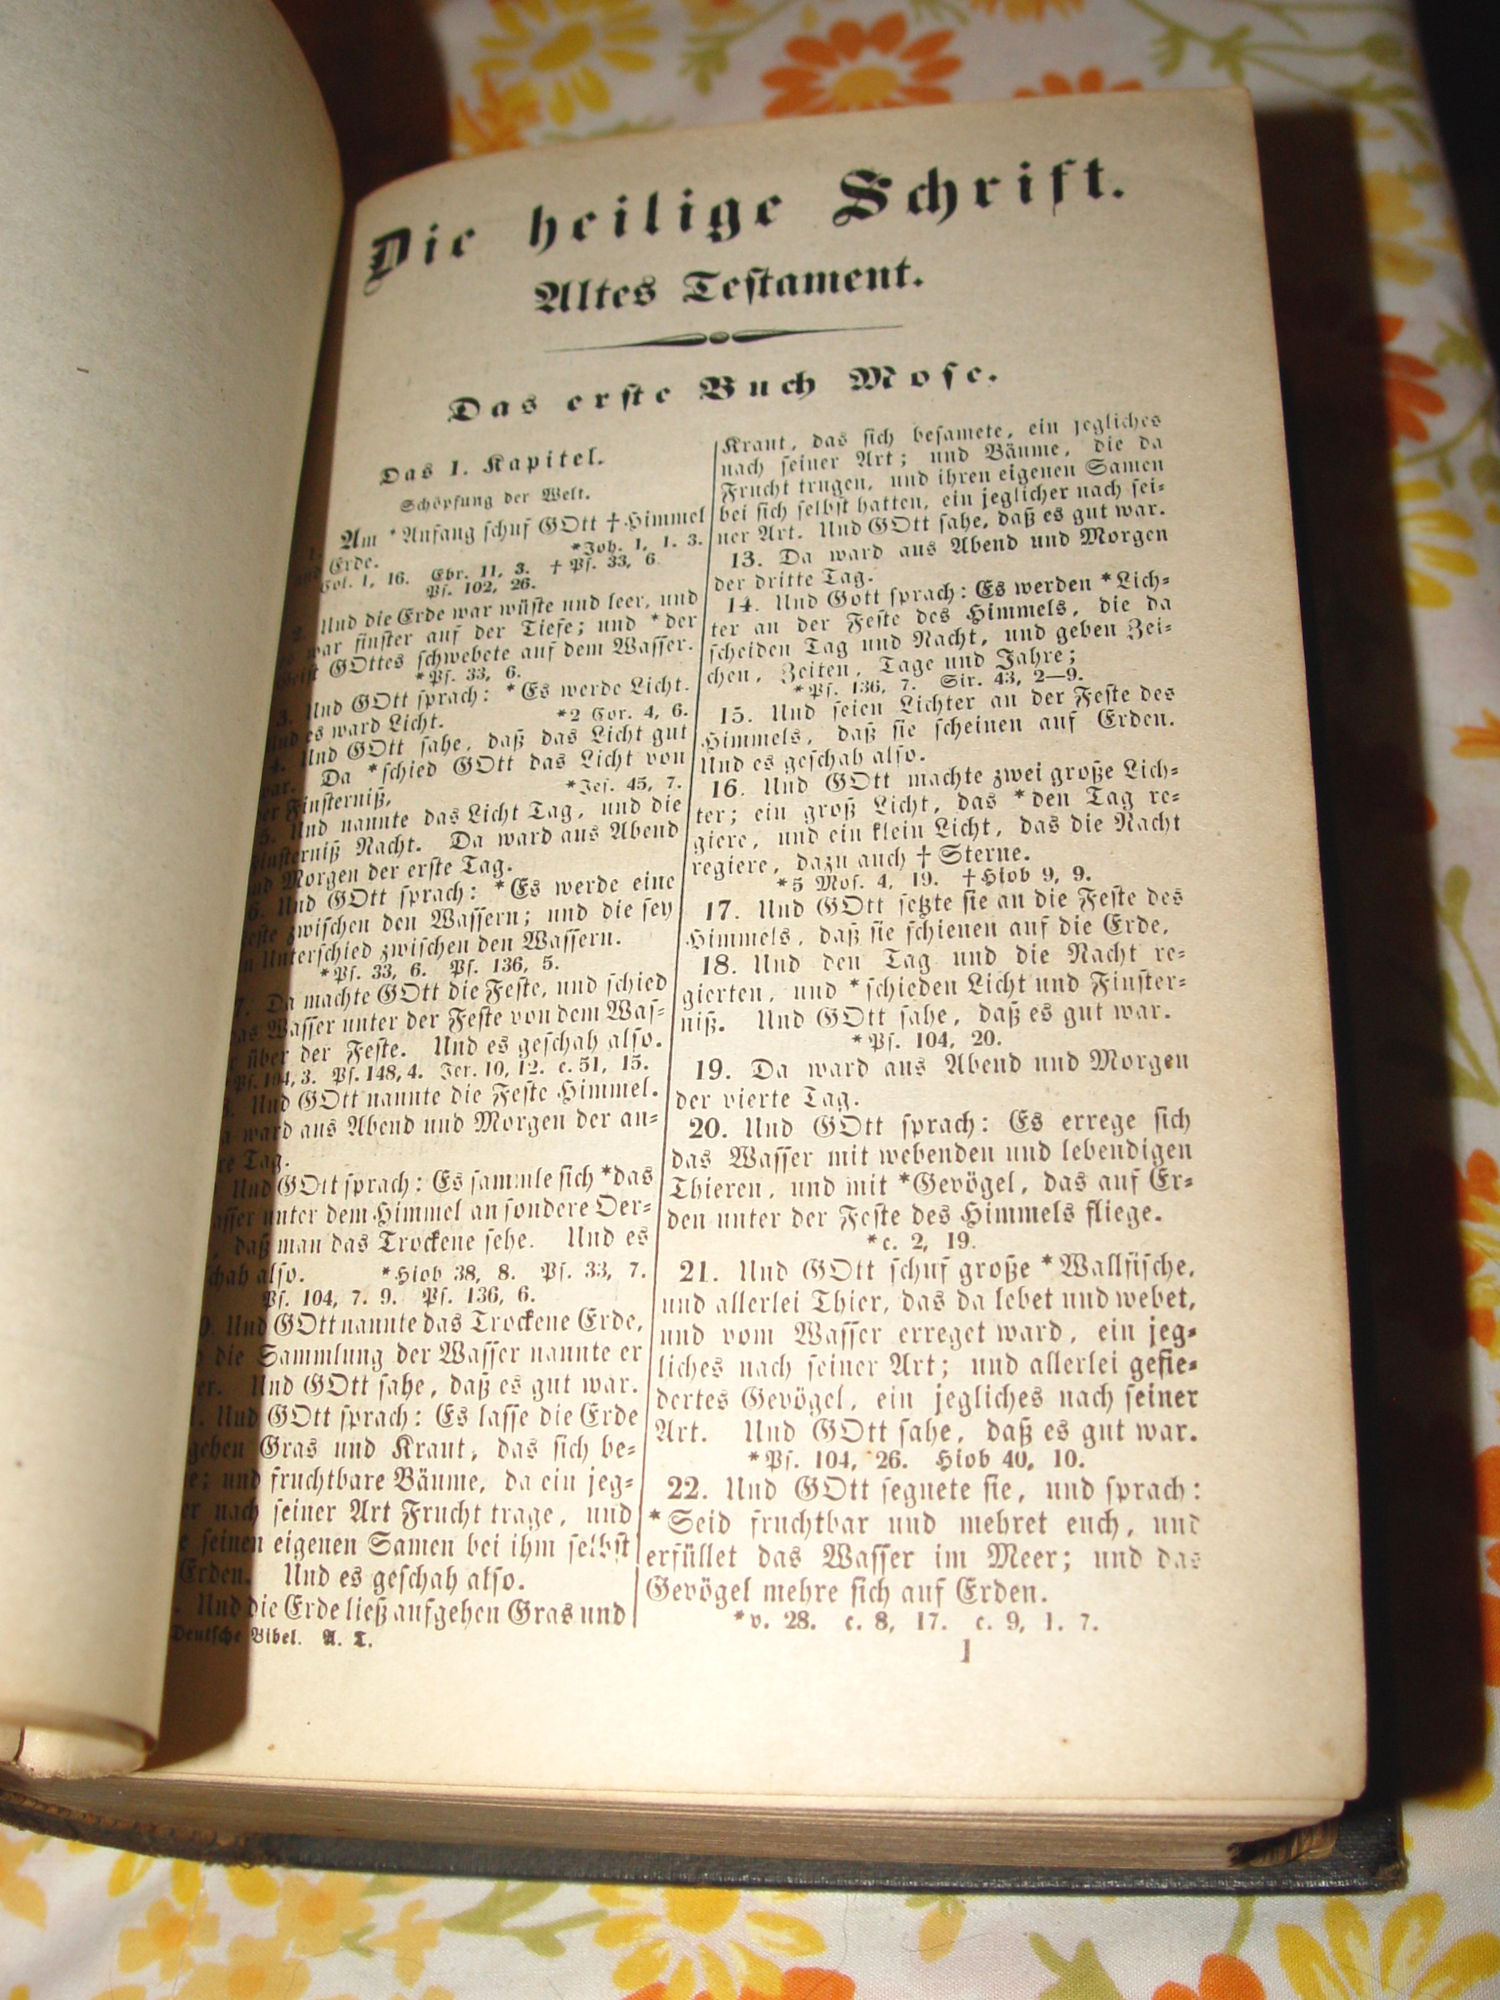 Die heilige Schrift.
Altes Testament.
Das erste Buch Mose.
Das 1. Kapitel.
Schöpfung der Welt.
1. Am *Anfang schuf GOtt † Himmel
und Erde. *Joh. 1, 1. 3.
Col. 1, 16. Ebr. 11, 3. † Ps. 33, 6.
Ps. 102, 26.
2. Und die Erde war wüste und leer, und
es war finster auf der Tiefe; und *der
Geist GOttes schwebete auf dem Wasser.
*Ps. 33, 6.
3. Und GOtt sprach: *Es werde Licht.
Und es ward Licht. *2 Cor. 4, 6.
4. Und GOtt sahe, daß das Licht gut
war. Da *schied GOtt das Licht von
der Finsterniß, *Jes. 45, 7.
5. Und nannte das Licht Tag, und die
Finsterniß Nacht. Da ward aus Abend
und Morgen der erste Tag.
6. Und GOtt sprach: *Es werde eine
Feste zwischen den Wassern; und die sey
ein Unterschied zwischen den Wassern.
*Ps. 33, 6. Ps. 136, 5.
7. Da machte GOtt die Feste, und schied
das Wasser unter der Feste von dem Was-
über der Feste. Und es geschah also.
Ps. 104, 3. Ps. 148, 4. Jer. 10, 12. c. 51, 15.
Und GOtt nannte die Feste Himmel.
ward aus Abend und Morgen der an-
Tag.
Und GOtt sprach: Es sammle sich *das
unter dem Himmel an sondere Oer-
daß man das Trockene sehe. Und es
also. *Hiob 38, 8. Ps. 33, 7.
Ps. 104, 7. 9. Ps. 136, 6.
Und GOtt nannte das Trockene Erde,
die Sammlung der Wasser nannte er
Und GOtt sahe, daß es gut war.
Und GOtt sprach: Es lasse die Erde
Gras und Kraut, das sich be-
und fruchtbare Bäume, da ein jeg-
nach seiner Art Frucht trage, und
seinen eigenen Samen bei ihm selbst
Erden. Und es geschah also.
Und die Erde ließ aufgehen Gras und
Deutsche Bibel. A. T.
Kraut, das sich besamete, ein jegliches
nach seiner Art; und Bäume, die da
Frucht trugen, und ihren eigenen Samen
bei sich selbst hatten, ein jeglicher nach sei-
ner Art. Und GOtt sahe, daß es gut war.
13. Da ward aus Abend und Morgen
der dritte Tag.
14. Und Gott sprach: Es werden *Lich-
ter an der Feste des Himmels, die da
scheiden Tag und Nacht, und geben Zei-
chen, Zeiten, Tage und Jahre;
*Ps. 136, 7. Sir. 43, 2—9.
15. Und seien Lichter an der Feste des
Himmels, daß sie scheinen auf Erden.
Und es geschah also.
16. Und GOtt machte zwei große Lich-
ter; ein groß Licht, das *den Tag re-
giere, und ein klein Licht, das die Nacht
regiere, dazu auch † Sterne.
*5 Mos. 4, 19. † Hiob 9, 9.
17. Und GOtt setzte sie an die Feste des
Himmels, daß sie schienen auf die Erde,
18. Und den Tag und die Nacht re-
gierten, und *schieden Licht und Finster-
niß. Und GOtt sahe, daß es gut war.
*Ps. 104, 20.
19. Da ward aus Abend und Morgen
der vierte Tag.
20. Und GOtt sprach: Es errege sich
das Wasser mit webenden und lebendigen
Thieren, und mit *Gevögel, das auf Er-
den unter der Feste des Himmels fliege.
*c. 2, 19.
21. Und GOtt schuf große *Wallfische,
und allerlei Thier, das da lebet und webet,
und vom Wasser erreget ward, ein jeg-
liches nach seiner Art; und allerlei gefie-
dertes Gevögel, ein jegliches nach seiner
Art. Und GOtt sahe, daß es gut war.
*Ps. 104, 26. Hiob 40, 10.
22. Und GOtt segnete sie, und sprach:
*Seid fruchtbar und mehret euch, und
erfüllet das Wasser im Meer; und das
Gevögel mehre sich auf Erden.
*v. 28. c. 8, 17. c. 9, 1. 7.
1